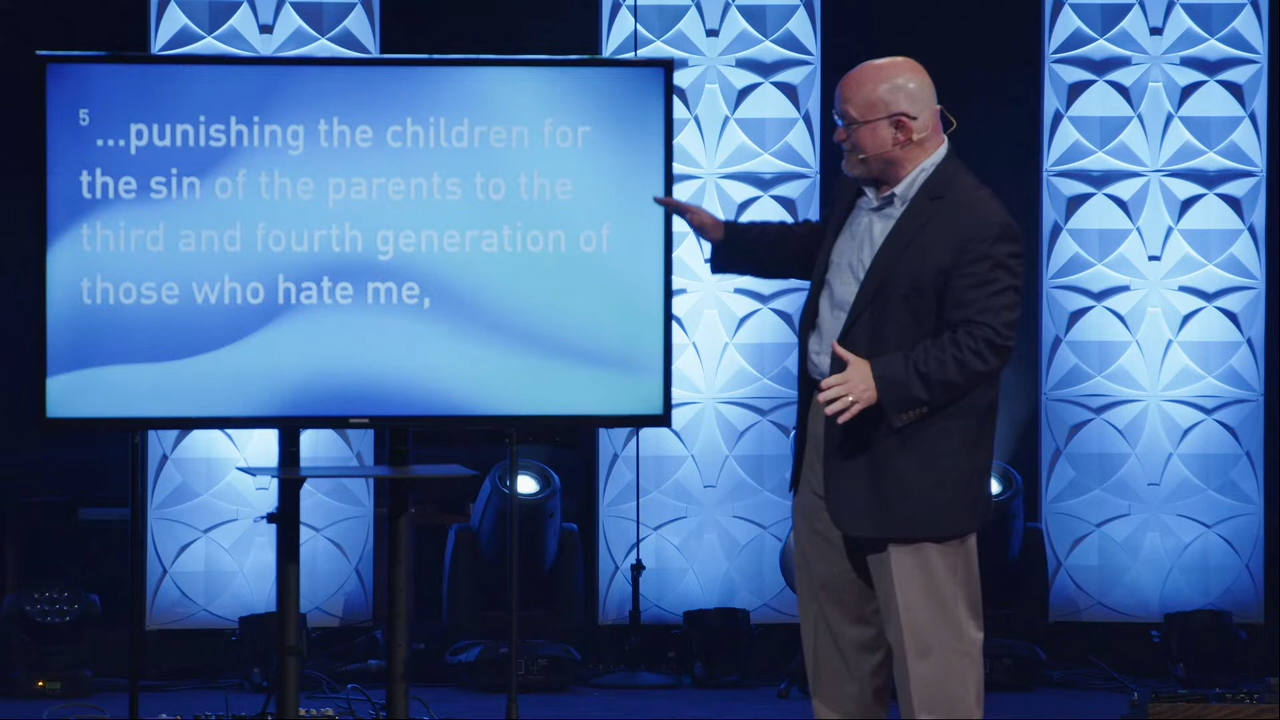 5 ...punishing the children for
the sin of the parents to the
third and fourth generation of
those who hate me,